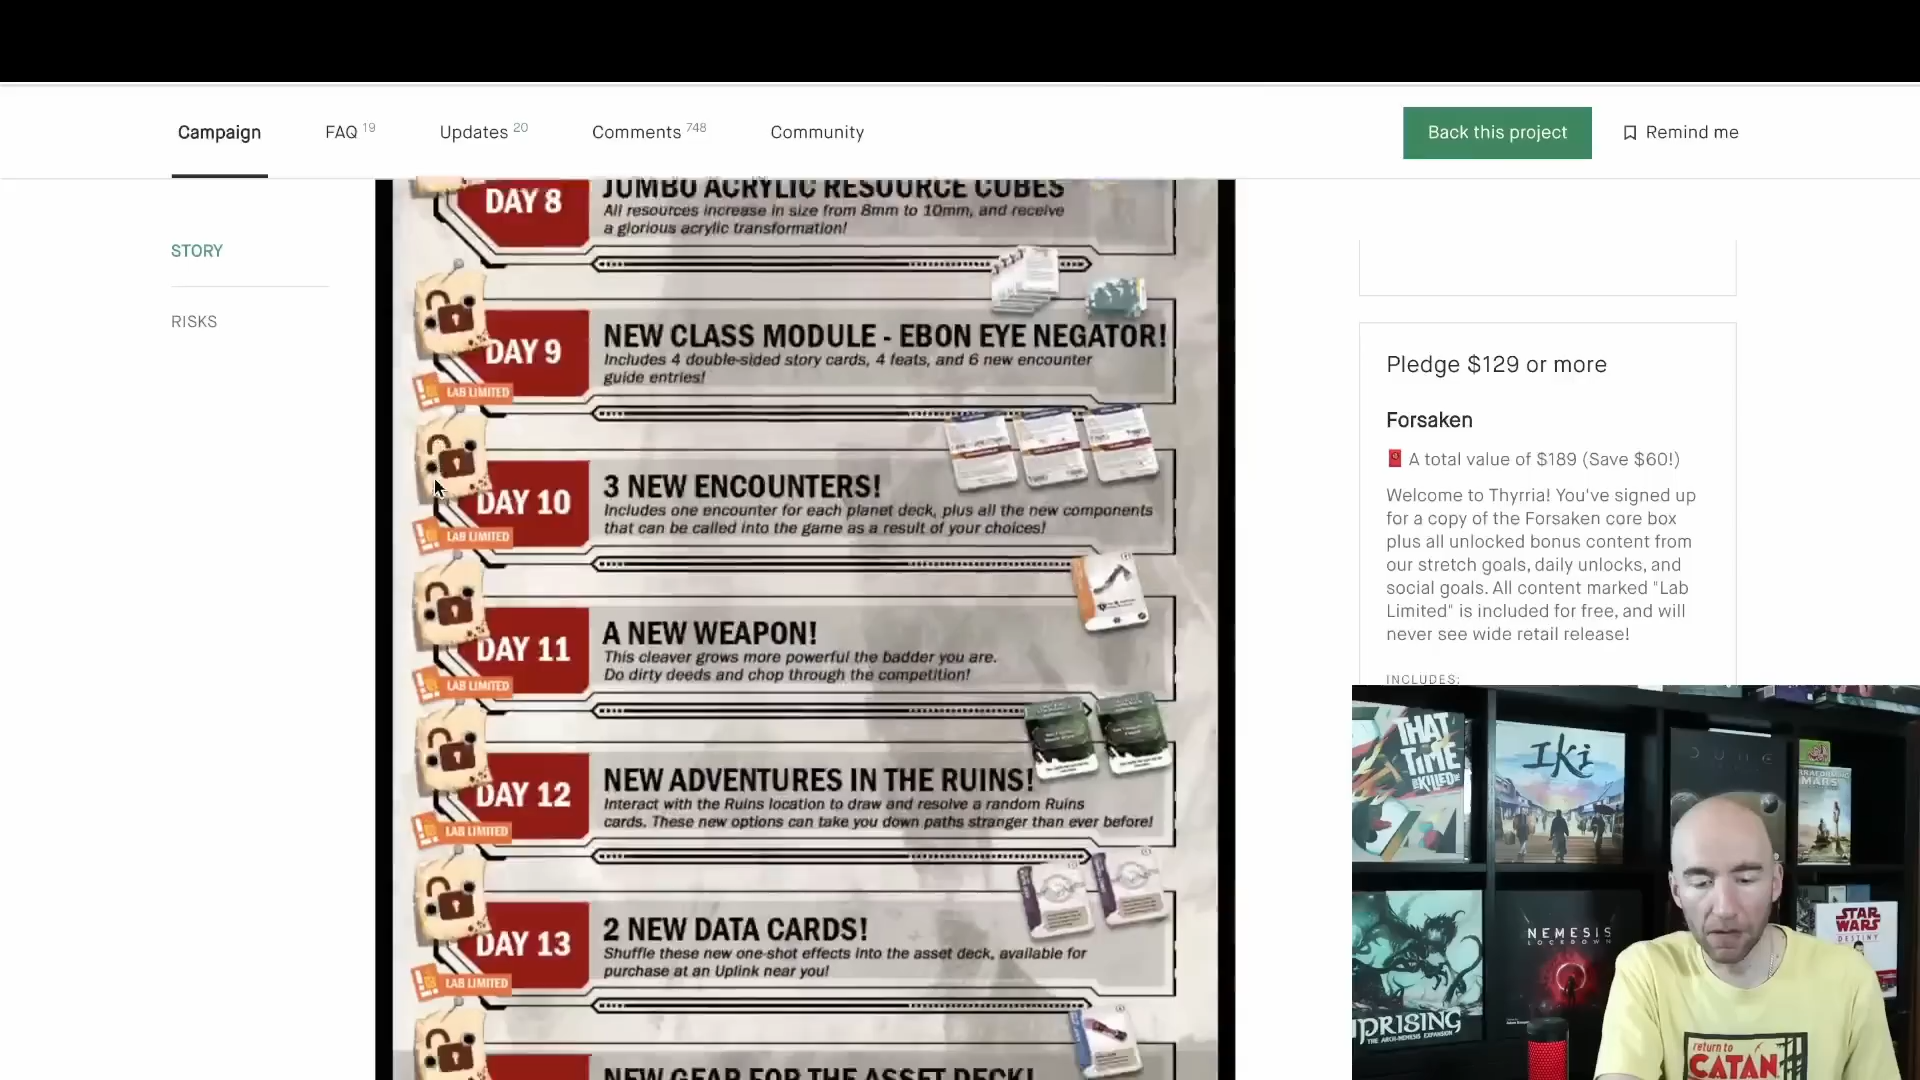 Campaign
FAQ 19
Updates 20
Comments 748
Community
Back this project
Remind me
STORY
RISKS
DAY 8
JUMBO ACRYLIC RESOURCE CUBES
All resources increase in size from 8mm to 10mm, and receive
a glorious acrylic transformation!
DAY 9
LAB LIMITED
NEW CLASS MODULE - EBON EYE NEGATOR!
Includes 4 double-sided story cards, 4 feats, and 6 new encounter
guide entries!
DAY 10
LAB LIMITED
3 NEW ENCOUNTERS!
Includes one encounter for each planet deck, plus all the new components
that can be called into the game as a result of your choices!
DAY 11
LAB LIMITED
A NEW WEAPON!
This cleaver grows more powerful the badder you are.
Do dirty deeds and chop through the competition!
DAY 12
LAB LIMITED
NEW ADVENTURES IN THE RUINS!
Interact with the Ruins location to draw and resolve a random Ruins
cards. These new options can take you down paths stranger than ever before!
DAY 13
LAB LIMITED
2 NEW DATA CARDS!
Shuffle these new one-shot effects into the asset deck, available for
purchase at an Uplink near you!
NEW GEAR FOR THE ASSET DECK!
Pledge $129 or more
Forsaken
A total value of $189 (Save $60!)
Welcome to Thyrria! You've signed up
for a copy of the Forsaken core box
plus all unlocked bonus content from
our stretch goals, daily unlocks, and
social goals. All content marked "Lab
Limited" is included for free, and will
never see wide retail release!
INCLUDES:
THAT
TIME
KILLED
IKI
DUNE
MARS
NEMESIS
LOCKDOWN
STAR
WARS
DESTINY
UPRISING
return to
CATAN